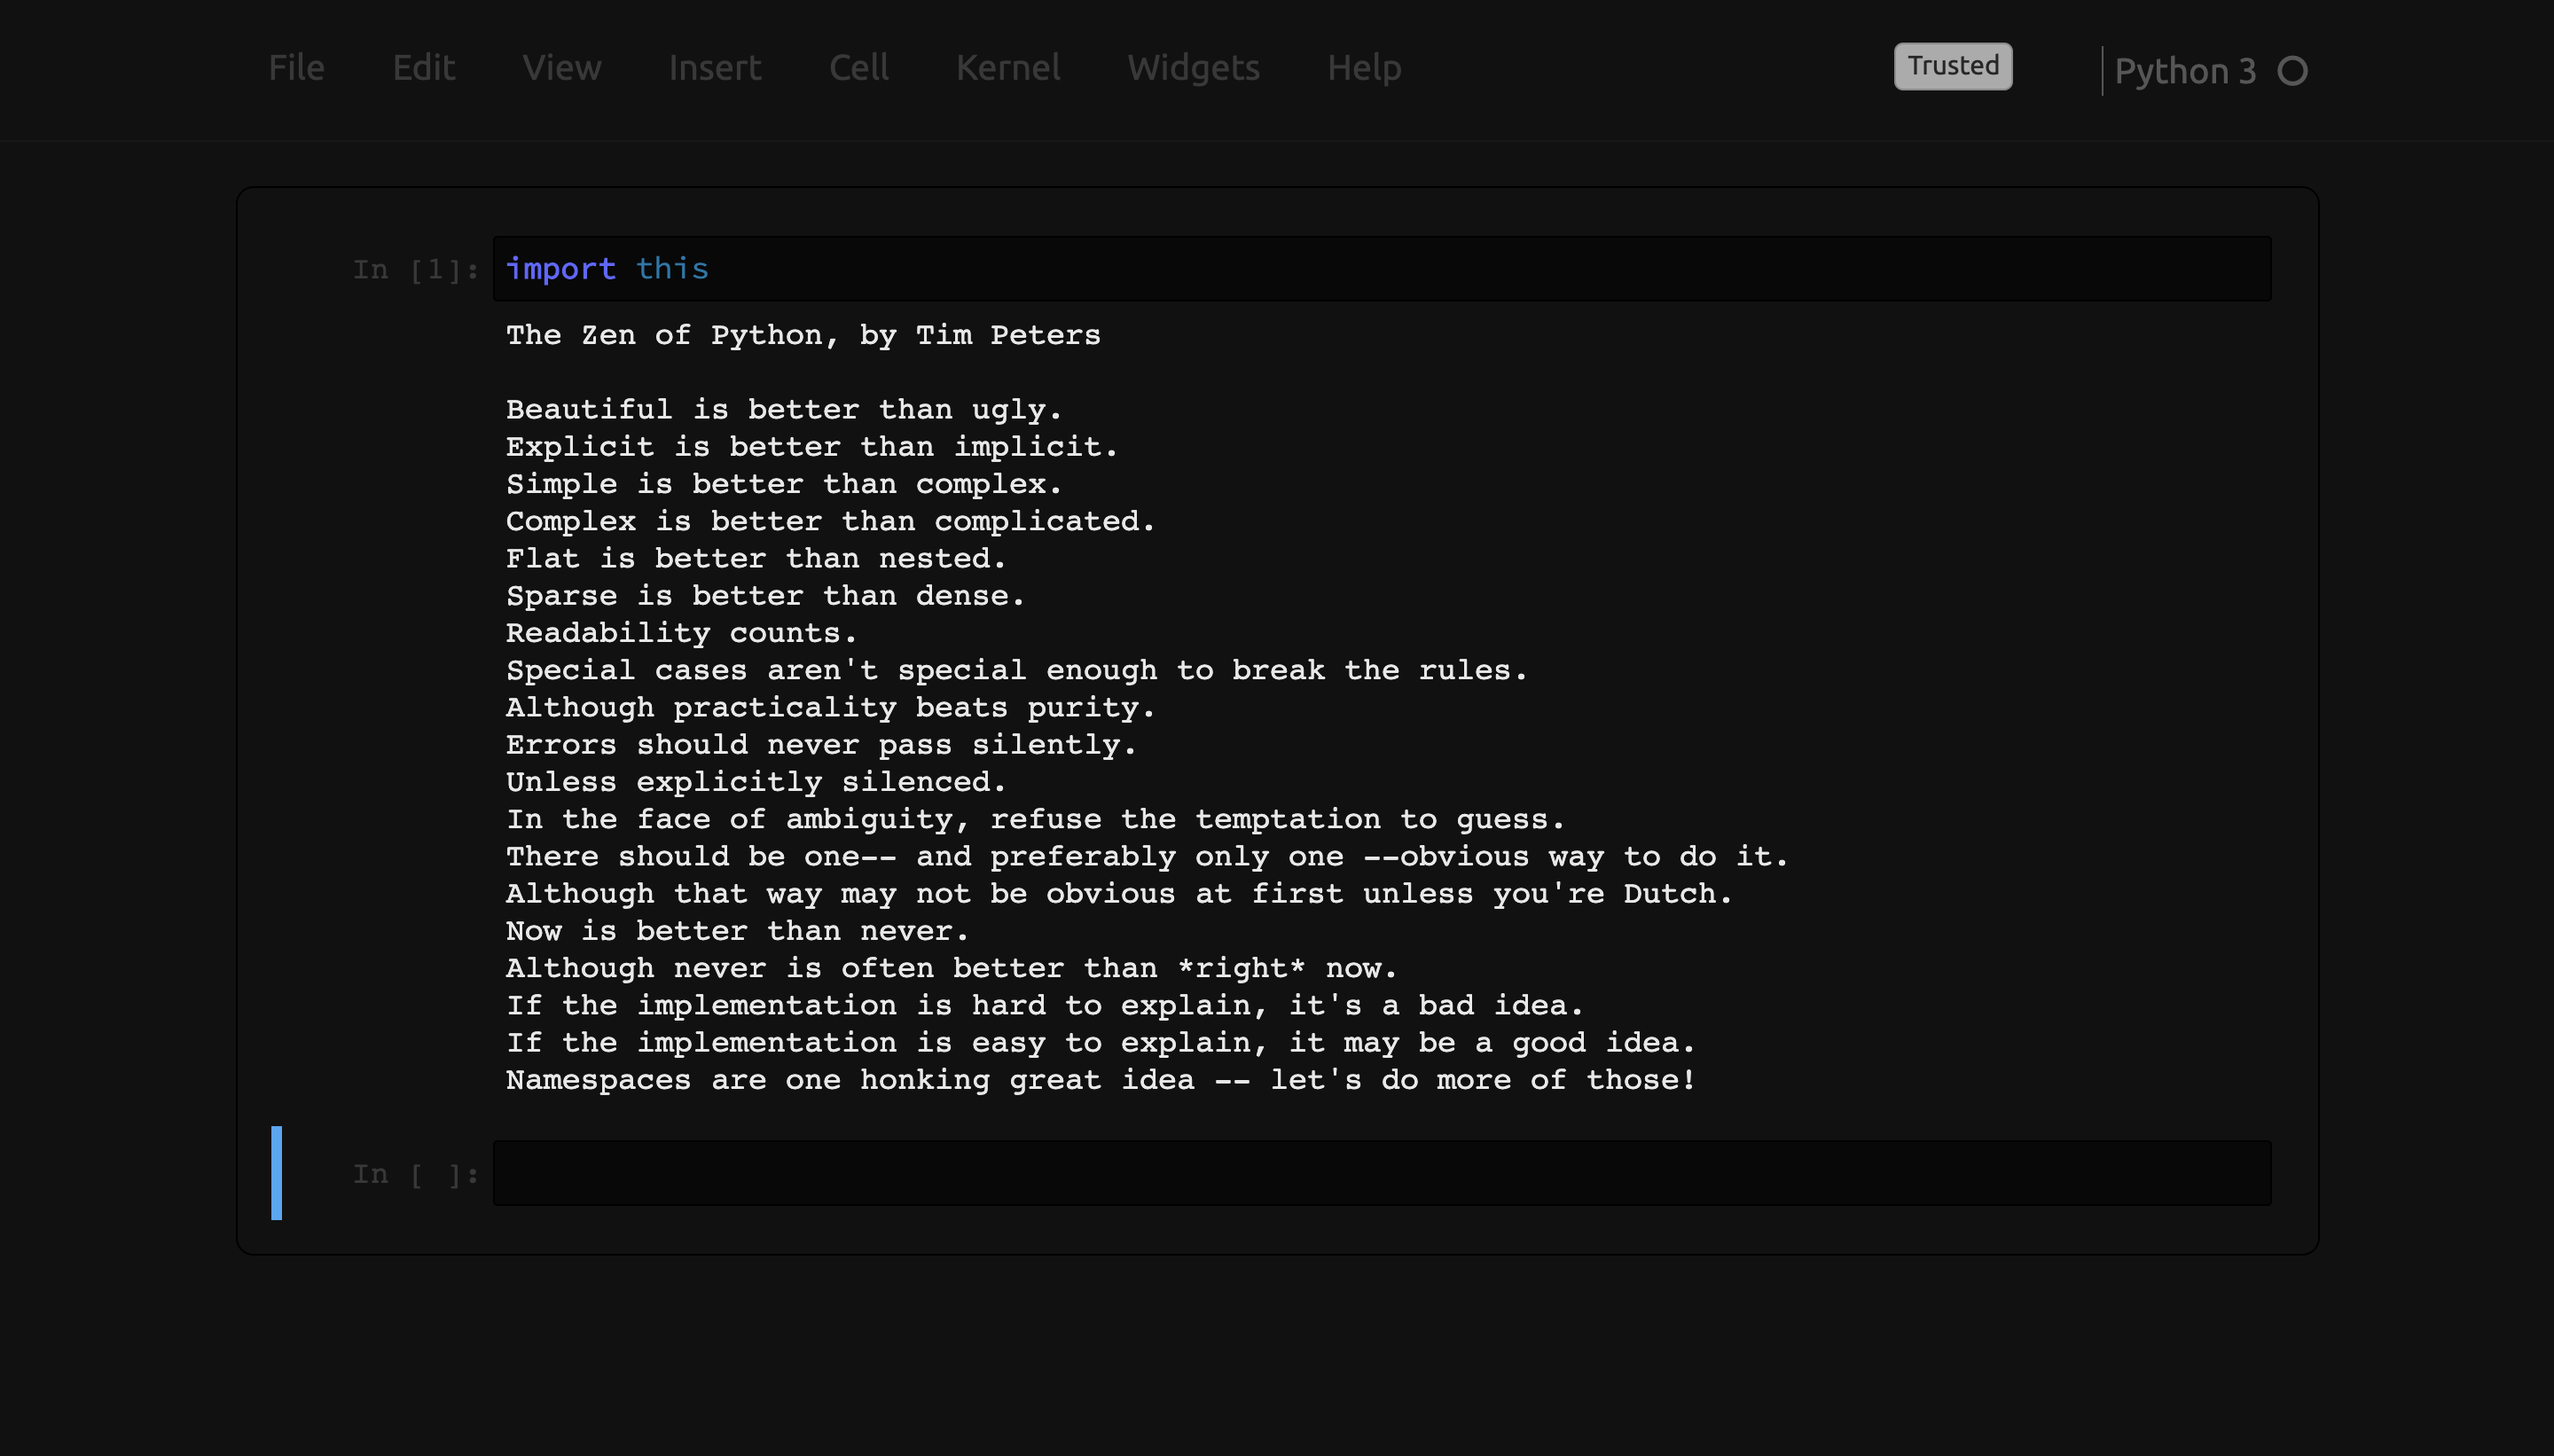 File Edit View Insert Cell Kernel Widgets Help Trusted Python 3
In [1]: import this
The Zen of Python, by Tim Peters
Beautiful is better than ugly.
Explicit is better than implicit.
Simple is better than complex.
Complex is better than complicated.
Flat is better than nested.
Sparse is better than dense.
Readability counts.
Special cases aren't special enough to break the rules.
Although practicality beats purity.
Errors should never pass silently.
Unless explicitly silenced.
In the face of ambiguity, refuse the temptation to guess.
There should be one-- and preferably only one --obvious way to do it.
Although that way may not be obvious at first unless you're Dutch.
Now is better than never.
Although never is often better than *right* now.
If the implementation is hard to explain, it's a bad idea.
If the implementation is easy to explain, it may be a good idea.
Namespaces are one honking great idea -- let's do more of those!
In [ ]: